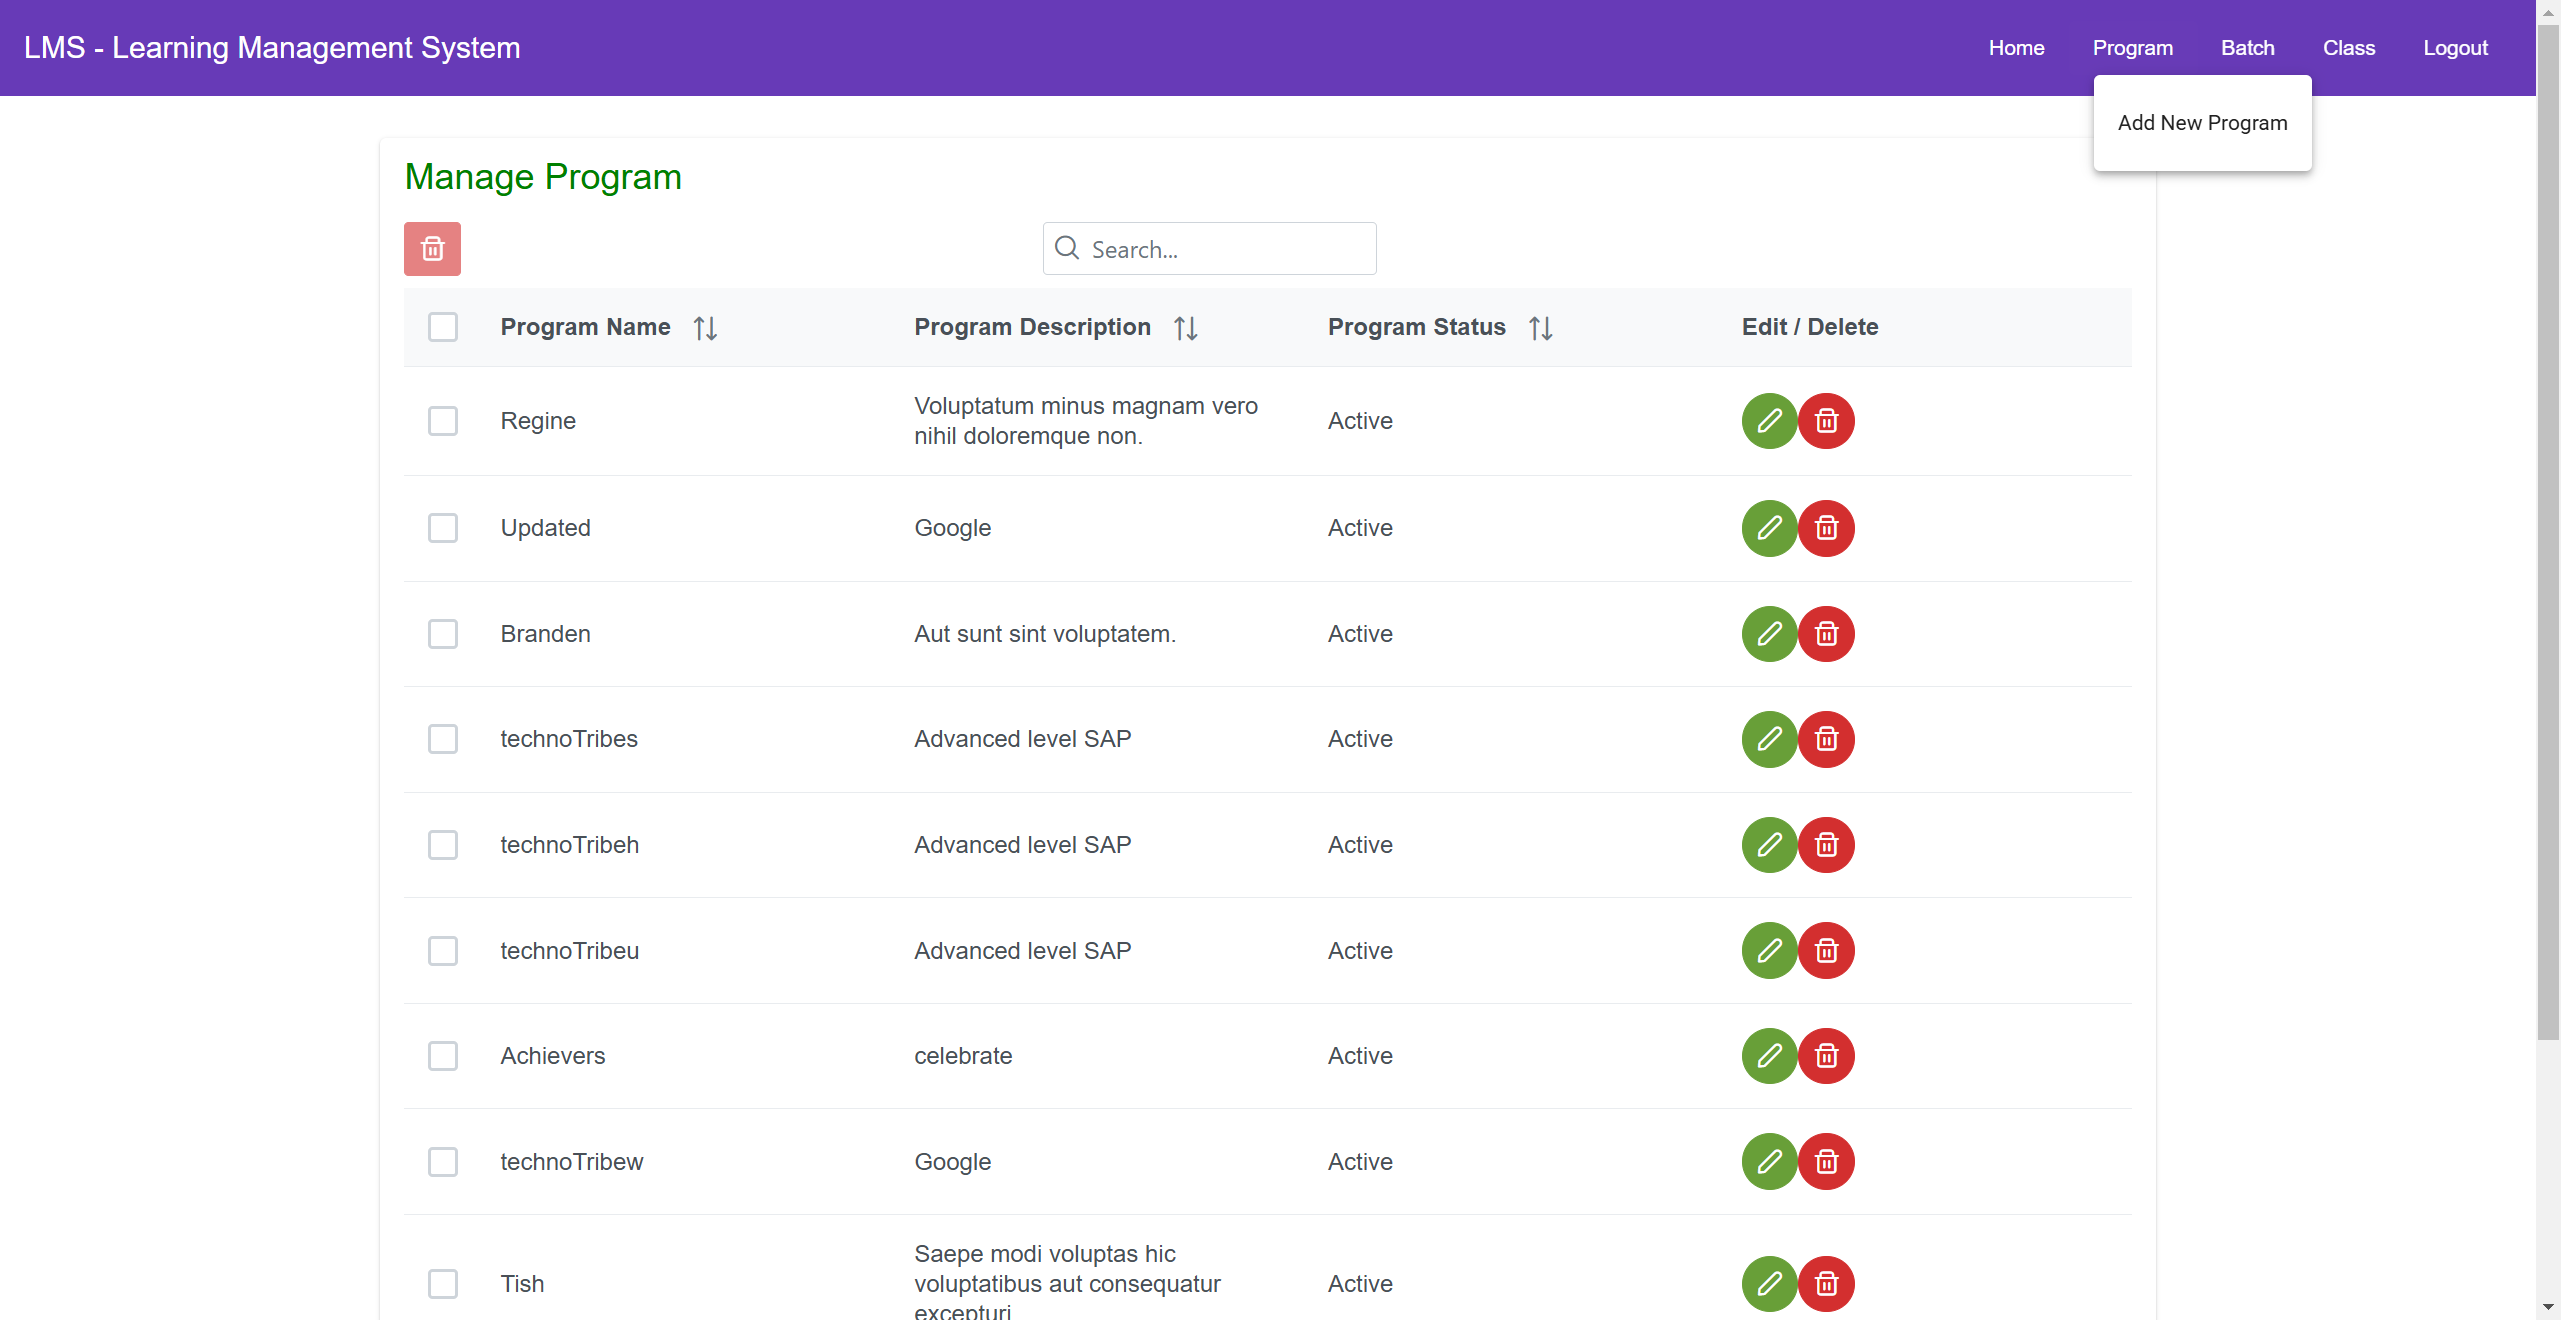 LMS - Learning Management System
Home Program Batch Class Logout
Add New Program
Manage Program
Search...
Program Name Program Description Program Status Edit / Delete
Regine Voluptatum minus magnam vero Active
nihil doloremque non.
Updated Google Active
Branden Aut sunt sint voluptatem. Active
technoTribes Advanced level SAP Active
technoTribeh Advanced level SAP Active
technoTribeu Advanced level SAP Active
Achievers celebrate Active
technoTribew Google Active
Saepe modi voluptas hic
Tish voluptatibus aut consequatur Active
excepturi